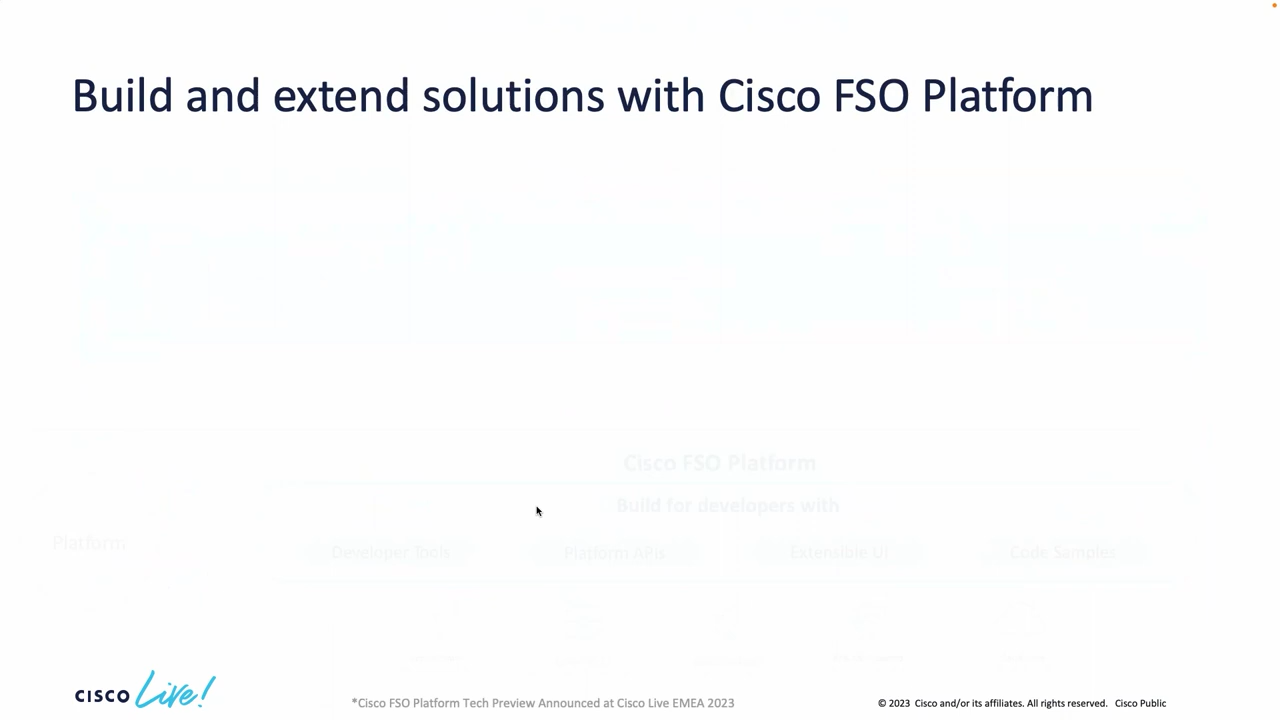 Build and extend solutions with Cisco FSO Platform
Cisco FSO Platform
Build for developers with
Platform
Developer Tools
Platform APIs
Extensible UI
Code Samples
CISCO Live!
*Cisco FSO Platform Tech Preview Announced at Cisco Live EMEA 2023
© 2023 Cisco and/or its affiliates. All rights reserved. Cisco Public